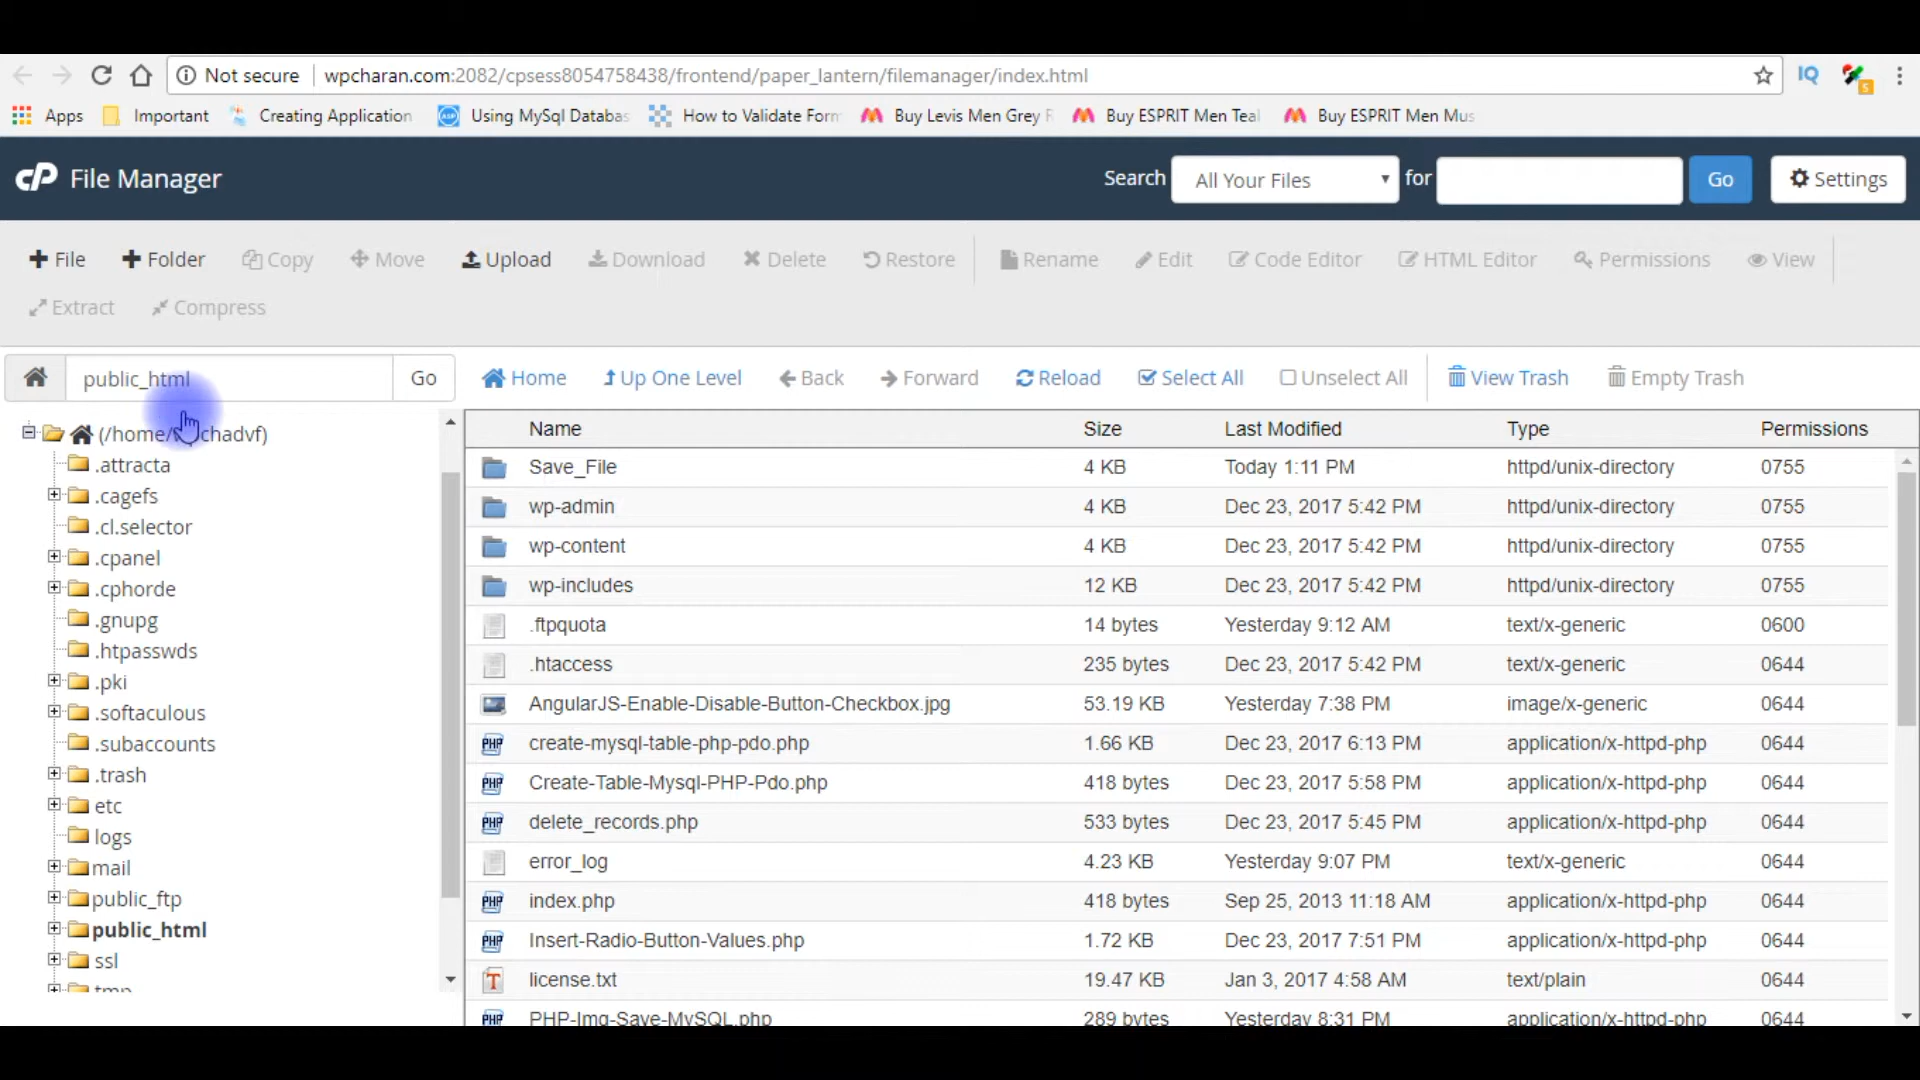 Not secure wpcharan.com:2082/cpsess8054758438/frontend/paper_lantern/filemanager/index.html IQ S
Apps Important Creating Application Using MySql Databas How to Validate Form Buy Levis Men Grey Buy ESPRIT Men Teal Buy ESPRIT Men Mus
cP File Manager Search All Your Files for Go Settings
File Folder Copy Move Upload Download Delete Restore Rename Edit Code Editor HTML Editor Permissions View
Extract Compress
public_html Go Home Up One Level Back Forward Reload Select All Unselect All View Trash Empty Trash
Name Size Last Modified Type Permissions
Save_File 4 KB Today 1:11 PM httpd/unix-directory 0755
wp-admin 4 KB Dec 23, 2017 5:42 PM httpd/unix-directory 0755
wp-content 4 KB Dec 23, 2017 5:42 PM httpd/unix-directory 0755
wp-includes 12 KB Dec 23, 2017 5:42 PM httpd/unix-directory 0755
.ftpquota 14 bytes Yesterday 9:12 AM text/x-generic 0600
.htaccess 235 bytes Dec 23, 2017 5:42 PM text/x-generic 0644
AngularJS-Enable-Disable-Button-Checkbox.jpg 53.19 KB Yesterday 7:38 PM image/x-generic 0644
PHP create-mysql-table-php-pdo.php 1.66 KB Dec 23, 2017 6:13 PM application/x-httpd-php 0644
PHP Create-Table-Mysql-PHP-Pdo.php 418 bytes Dec 23, 2017 5:58 PM application/x-httpd-php 0644
PHP delete_records.php 533 bytes Dec 23, 2017 5:45 PM application/x-httpd-php 0644
error_log 4.23 KB Yesterday 9:07 PM text/x-generic 0644
PHP index.php 418 bytes Sep 25, 2013 11:18 AM application/x-httpd-php 0644
PHP Insert-Radio-Button-Values.php 1.72 KB Dec 23, 2017 7:51 PM application/x-httpd-php 0644
T license.txt 19.47 KB Jan 3, 2017 4:58 AM text/plain 0644
PHP PHP-Img-Save-MySQL.php 289 bytes Yesterday 8:31 PM application/x-httpd-php 0644
(/home/ chadvf)
.attracta
.cagefs
.cl.selector
.cpanel
.cphorde
.gnupg
.htpasswds
.pki
.softaculous
.subaccounts
.trash
etc
logs
mail
public_ftp
public_html
ssl
tmp